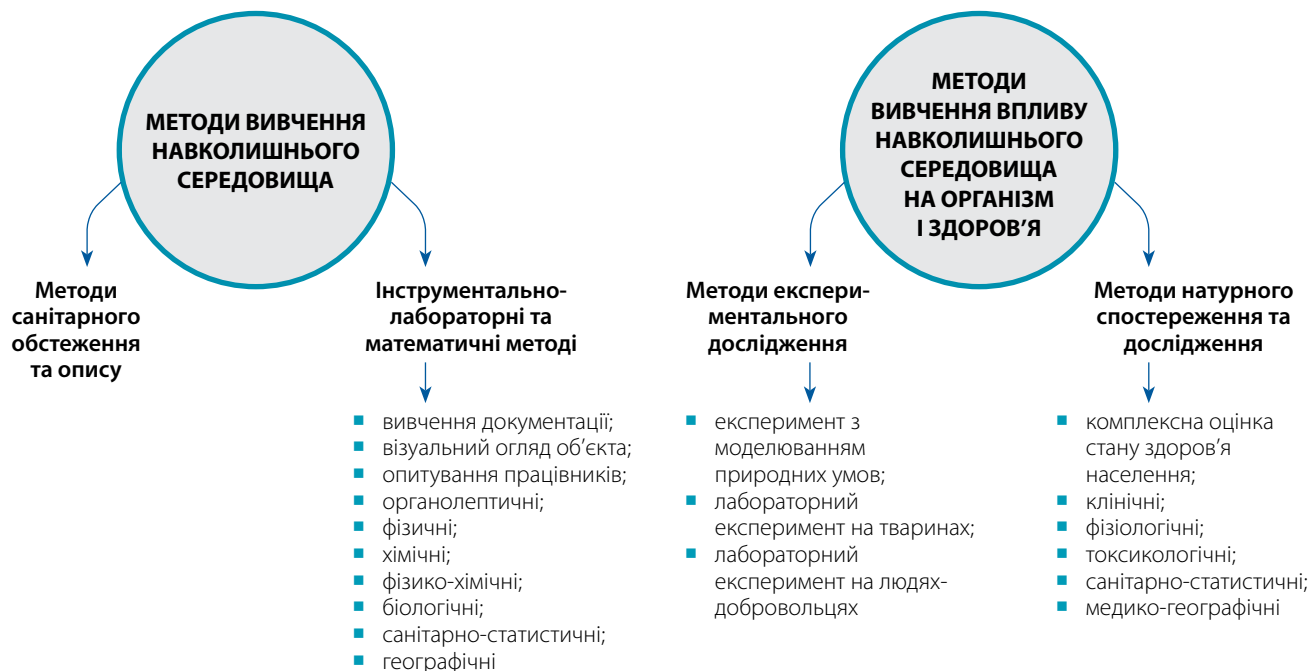 МЕТОДИ ВИВЧЕННЯ
НАВКОЛИШНЬОГО
СЕРЕДОВИЩА
Методи
санітарного
обстеження
та опису
Інструментально-
лабораторні та
математичні методі
вивчення документації;
візуальний огляд об’єкта;
опитування працівників;
органолептичні;
фізичні;
хімічні;
фізико-хімічні;
біологічні;
санітарно-статистичні;
географічні
МЕТОДИ
ВИВЧЕННЯ ВПЛИВУ
НАВКОЛИШНЬОГО
СЕРЕДОВИЩА
НА ОРГАНІЗМ
І ЗДОРОВ’Я
Методи експери-
ментального
дослідження
експеримент з
моделюванням
природних умов;
лабораторний
експеримент на тваринах;
лабораторний
експеримент на людях-
добровольцях
Методи натурного
спостереження та
дослідження
комплексна оцінка
стану здоров’я
населення;
клінічні;
фізіологічні;
токсикологічні;
санітарно-статистичні;
медико-географічні